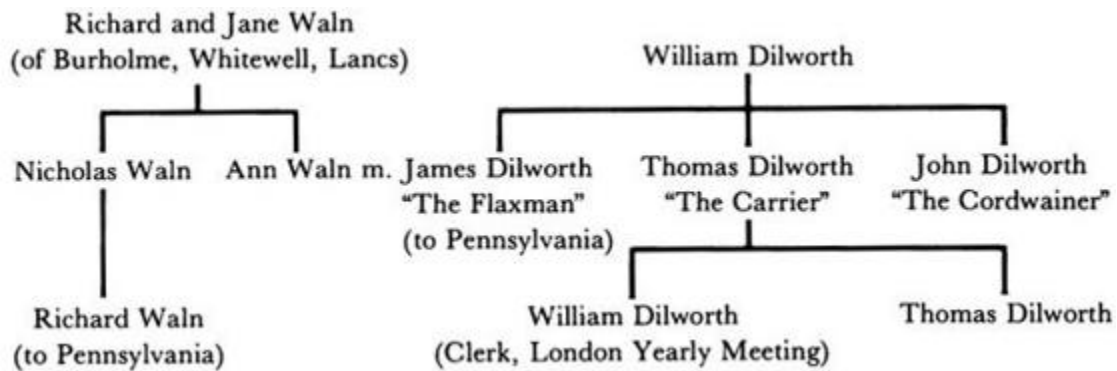 Richard and Jane Waln
(of Burholme, Whitewell, Lancs)
William Dilworth
Nicholas Waln
Ann Waln m. James Dilworth
"The Flaxman"
(to Pennsylvania)
Thomas Dilworth
"The Carrier"
John Dilworth
"The Cordwainer"
Richard Waln
(to Pennsylvania)
William Dilworth
(Clerk, London Yearly Meeting)
Thomas Dilworth